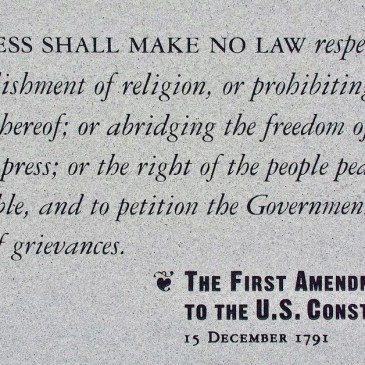 ESS SHALL MAKE NO LAW respe
lishment of religion, or prohibiting
hereof; or abridging the freedom of
press; or the right of the people pea
ble, and to petition the Government
f grievances.
THE FIRST AMENDM
TO THE U.S. CONST
15 DECEMBER 1791